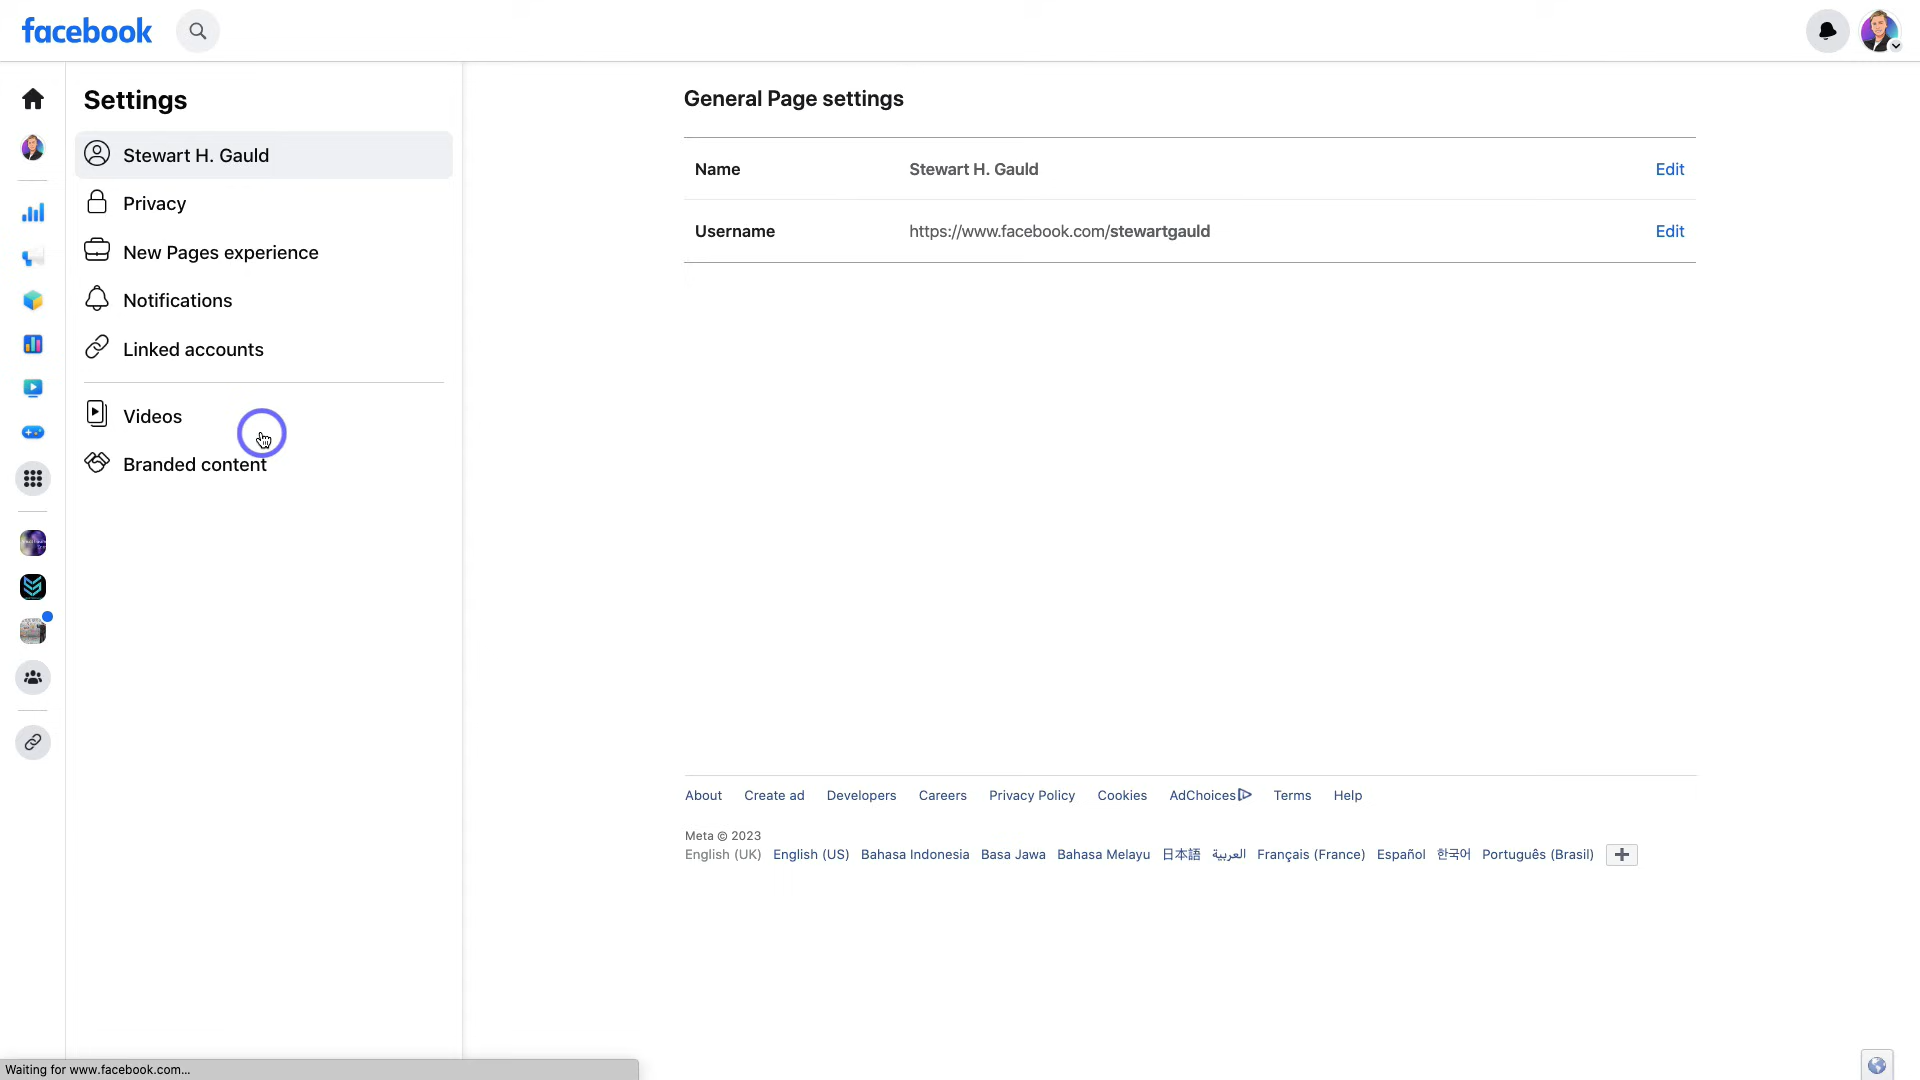 facebook
Settings
Stewart H. Gauld
Privacy
New Pages experience
Notifications
Linked accounts
Videos
Branded content
General Page settings
Name Stewart H. Gauld Edit
Username https://www.facebook.com/stewartgauld Edit
About Create ad Developers Careers Privacy Policy Cookies AdChoices Terms Help
Meta © 2023
English (UK) English (US) Bahasa Indonesia Basa Jawa Bahasa Melayu 日本語 العربية Français (France) Español 한국어 Português (Brasil)
Waiting for www.facebook.com...